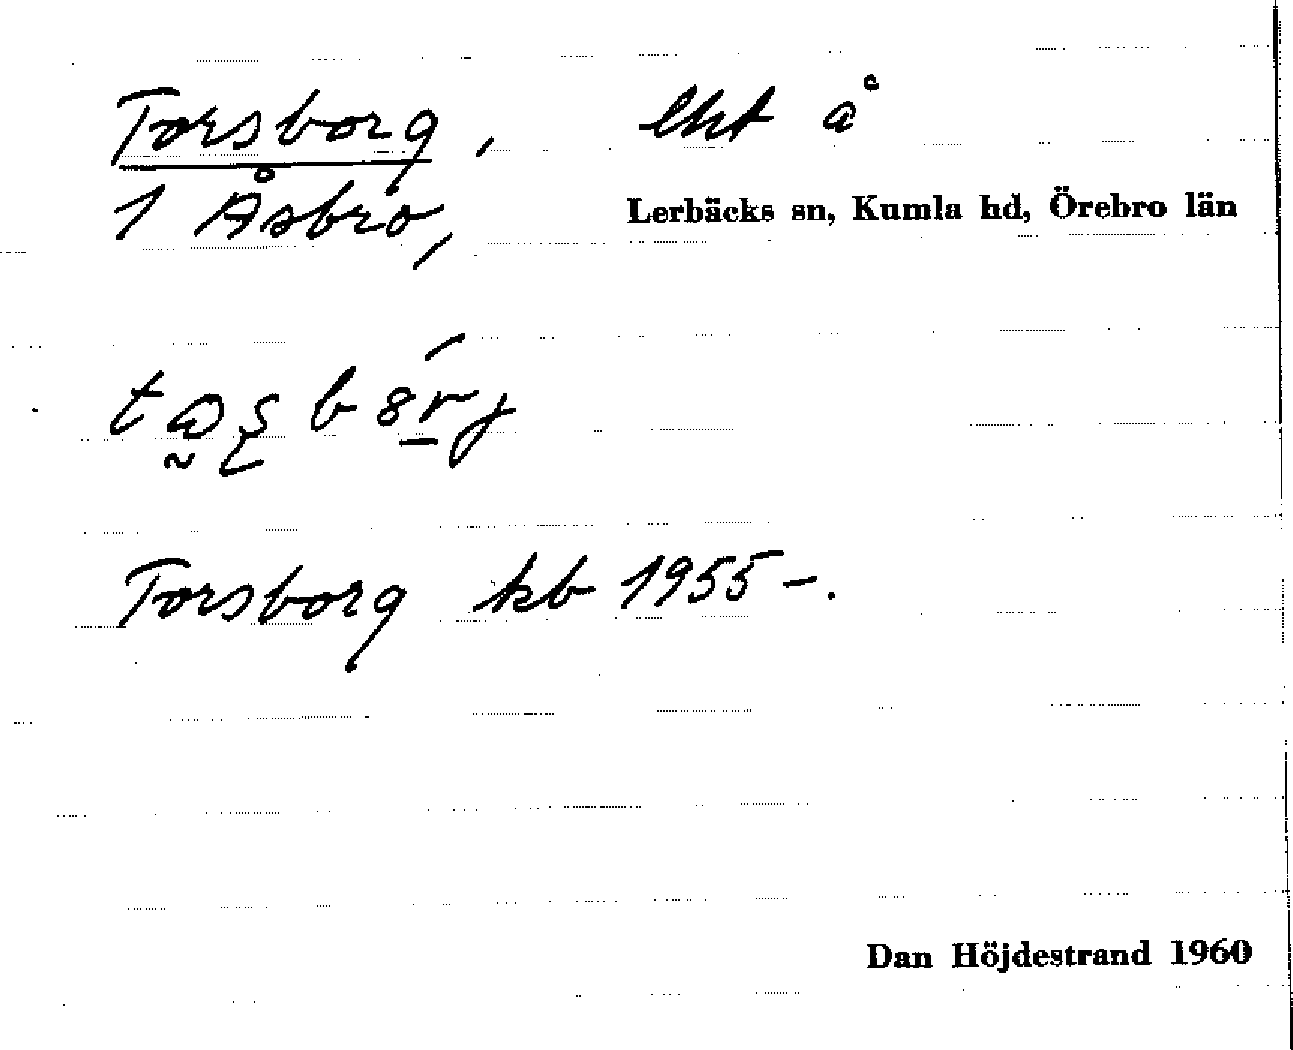 Torsborg, lht å
1 Åsbro, Lerbäcks sn, Kumla hd, Örebro län
Torsborg kb 1955-.
Dan Höjdestrand 1960